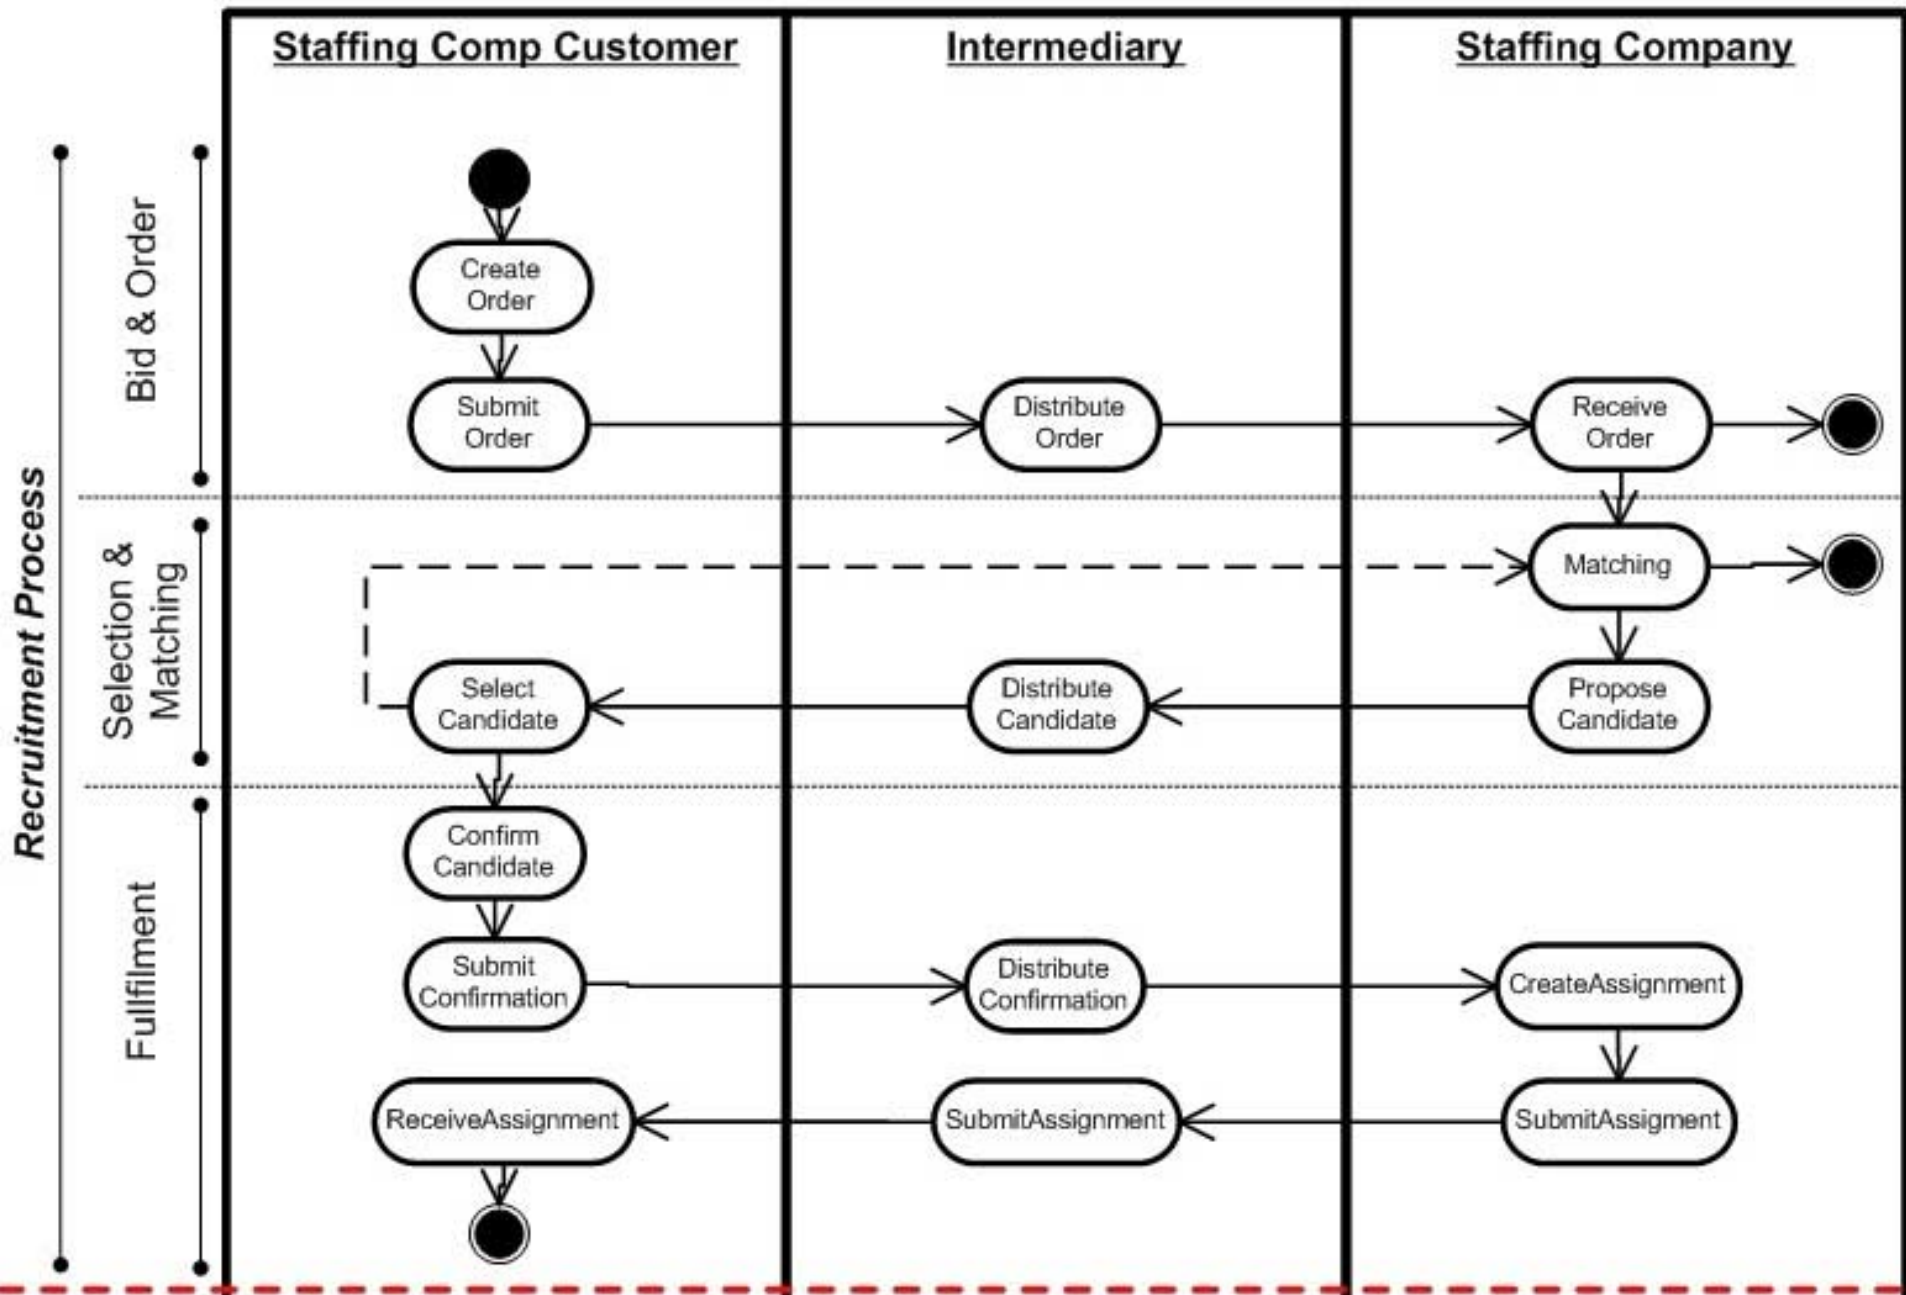 Staffing Comp Customer
Intermediary
Staffing Company
Recruitment Process
Bid & Order
Create
Order
Submit
Order
Distribute
Order
Receive
Order
Selection &
Matching
Matching
Select
Candidate
Distribute
Candidate
Propose
Candidate
Fullfilment
Confirm
Candidate
Submit
Confirmation
Distribute
Confirmation
CreateAssignment
ReceiveAssignment
SubmitAssignment
SubmitAssigment